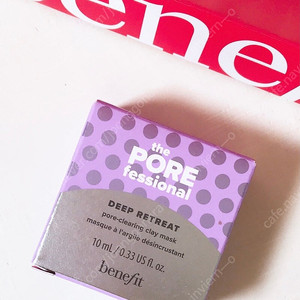 ene
the
PORE
fessional
DEEP RETREAT
pore-clearing clay mask
masque à l'argile désincrustant
10 mL / 0.33 US fl. oz.
benefit